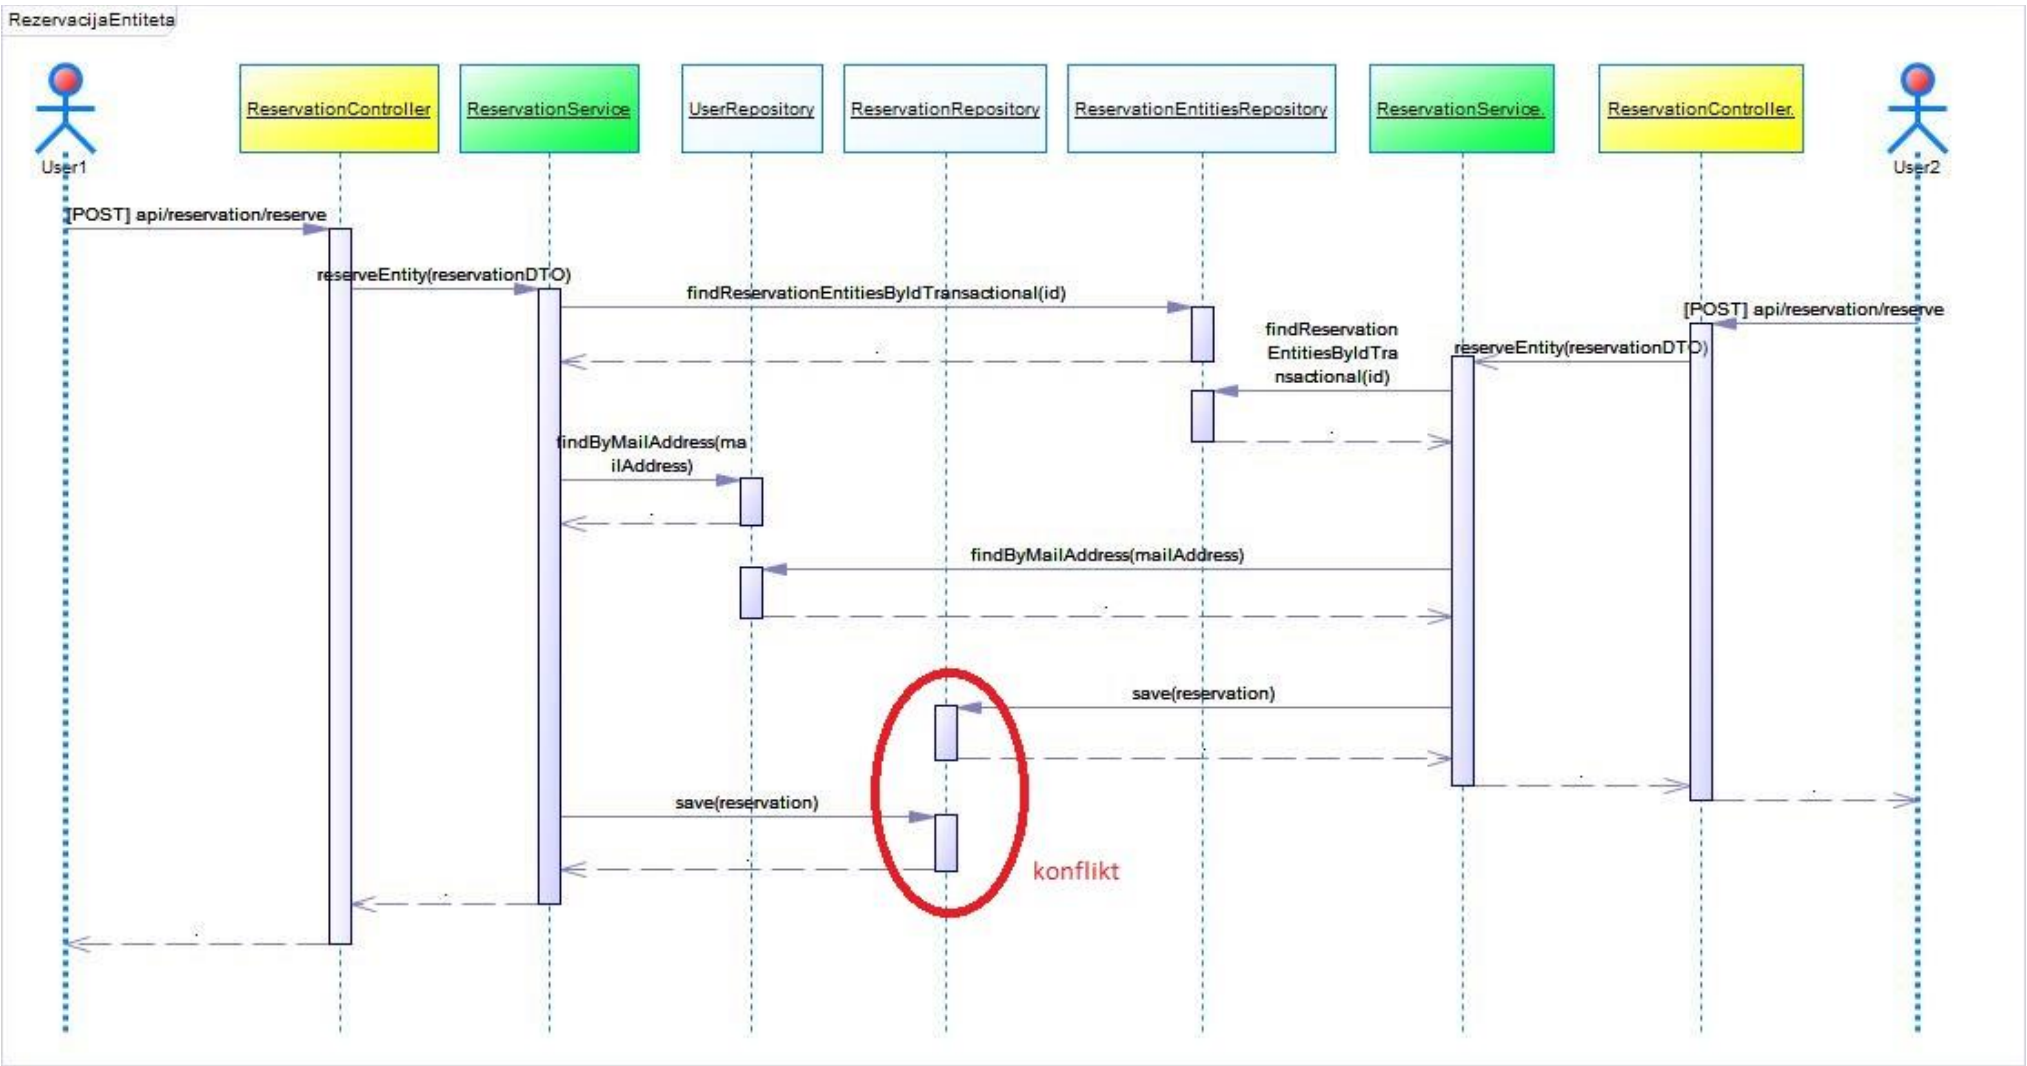 RezervacijaEntiteta
ReservationController
ReservationService
UserRepository
ReservationRepository
ReservationEntitiesRepository
ReservationService.
ReservationController.
User1
User2
[POST] api/reservation/reserve
reserveEntity(reservationDTO)
findReservationEntitiesByIdTransactional(id)
[POST] api/reservation/reserve
findReservation
EntitiesByIdTra
nsactional(id)
reserveEntity(reservationDTO)
findByMailAddress(ma
ilAddress)
findByMailAddress(mailAddress)
save(reservation)
save(reservation)
konflikt